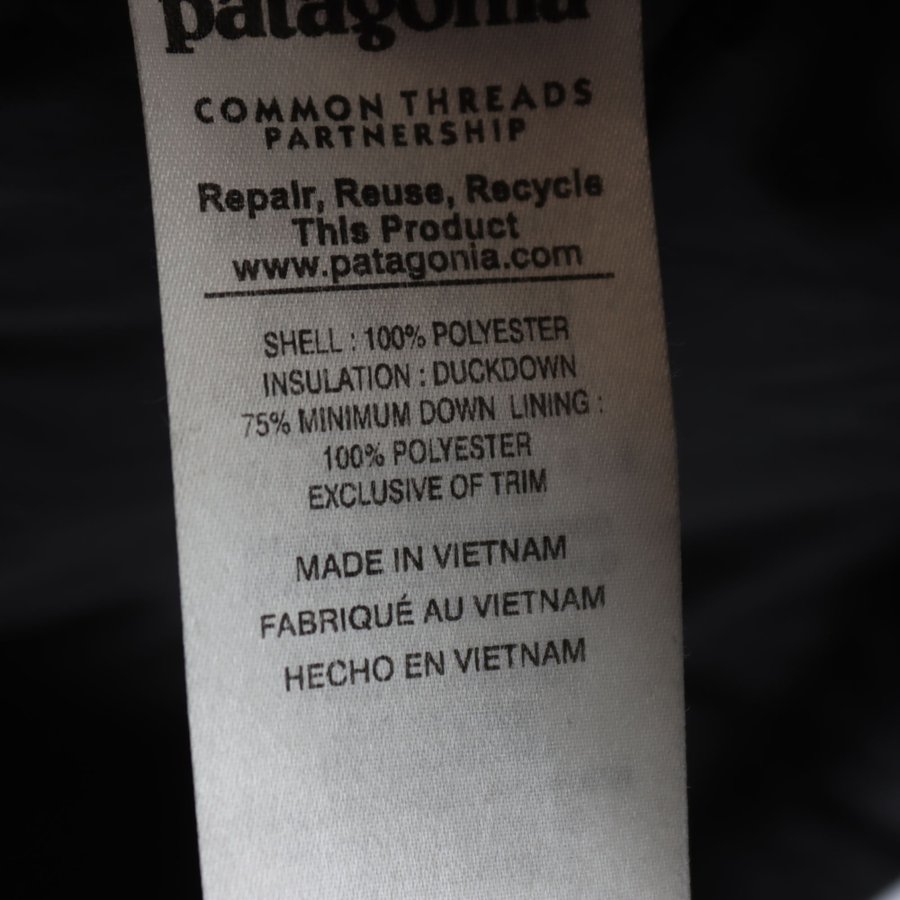 patagonia
COMMON THREADS
PARTNERSHIP
Repair, Reuse, Recycle
This Product
www.patagonia.com
SHELL : 100% POLYESTER
INSULATION : DUCKDOWN
75% MINIMUM DOWN LINING :
100% POLYESTER
EXCLUSIVE OF TRIM
MADE IN VIETNAM
FABRIQUÉ AU VIETNAM
HECHO EN VIETNAM